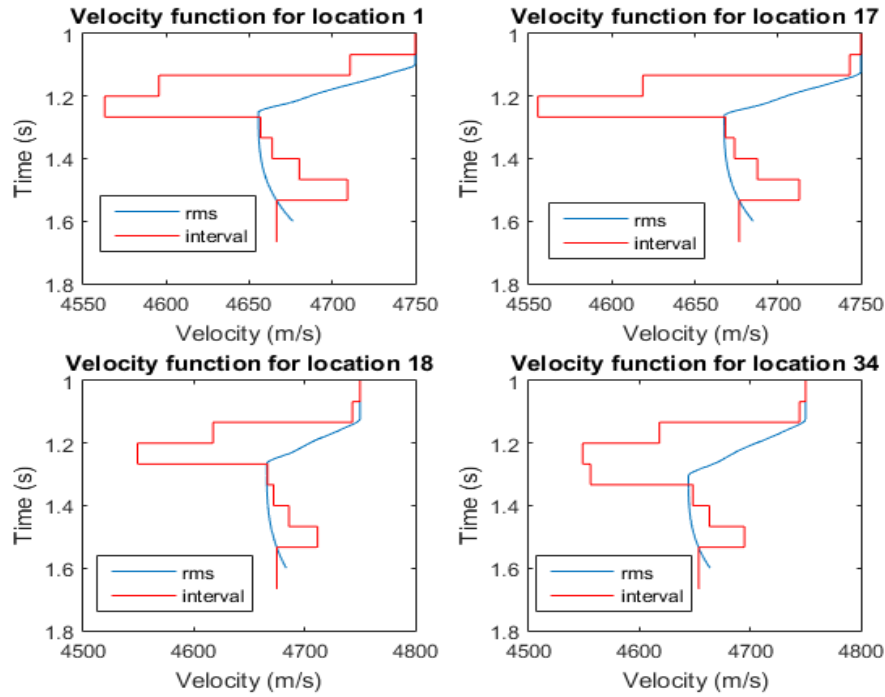 Velocity function for location 1
1
1.2
1.4
1.6
1.8
Time (s)
rms
interval
4550 4600 4650 4700 4750
Velocity (m/s)
Velocity function for location 17
1
1.2
1.4
1.6
1.8
Time (s)
rms
interval
4550 4600 4650 4700 4750
Velocity (m/s)
Velocity function for location 18
1
1.2
1.4
1.6
1.8
Time (s)
rms
interval
4500 4600 4700 4800
Velocity (m/s)
Velocity function for location 34
1
1.2
1.4
1.6
1.8
Time (s)
rms
interval
4500 4600 4700 4800
Velocity (m/s)